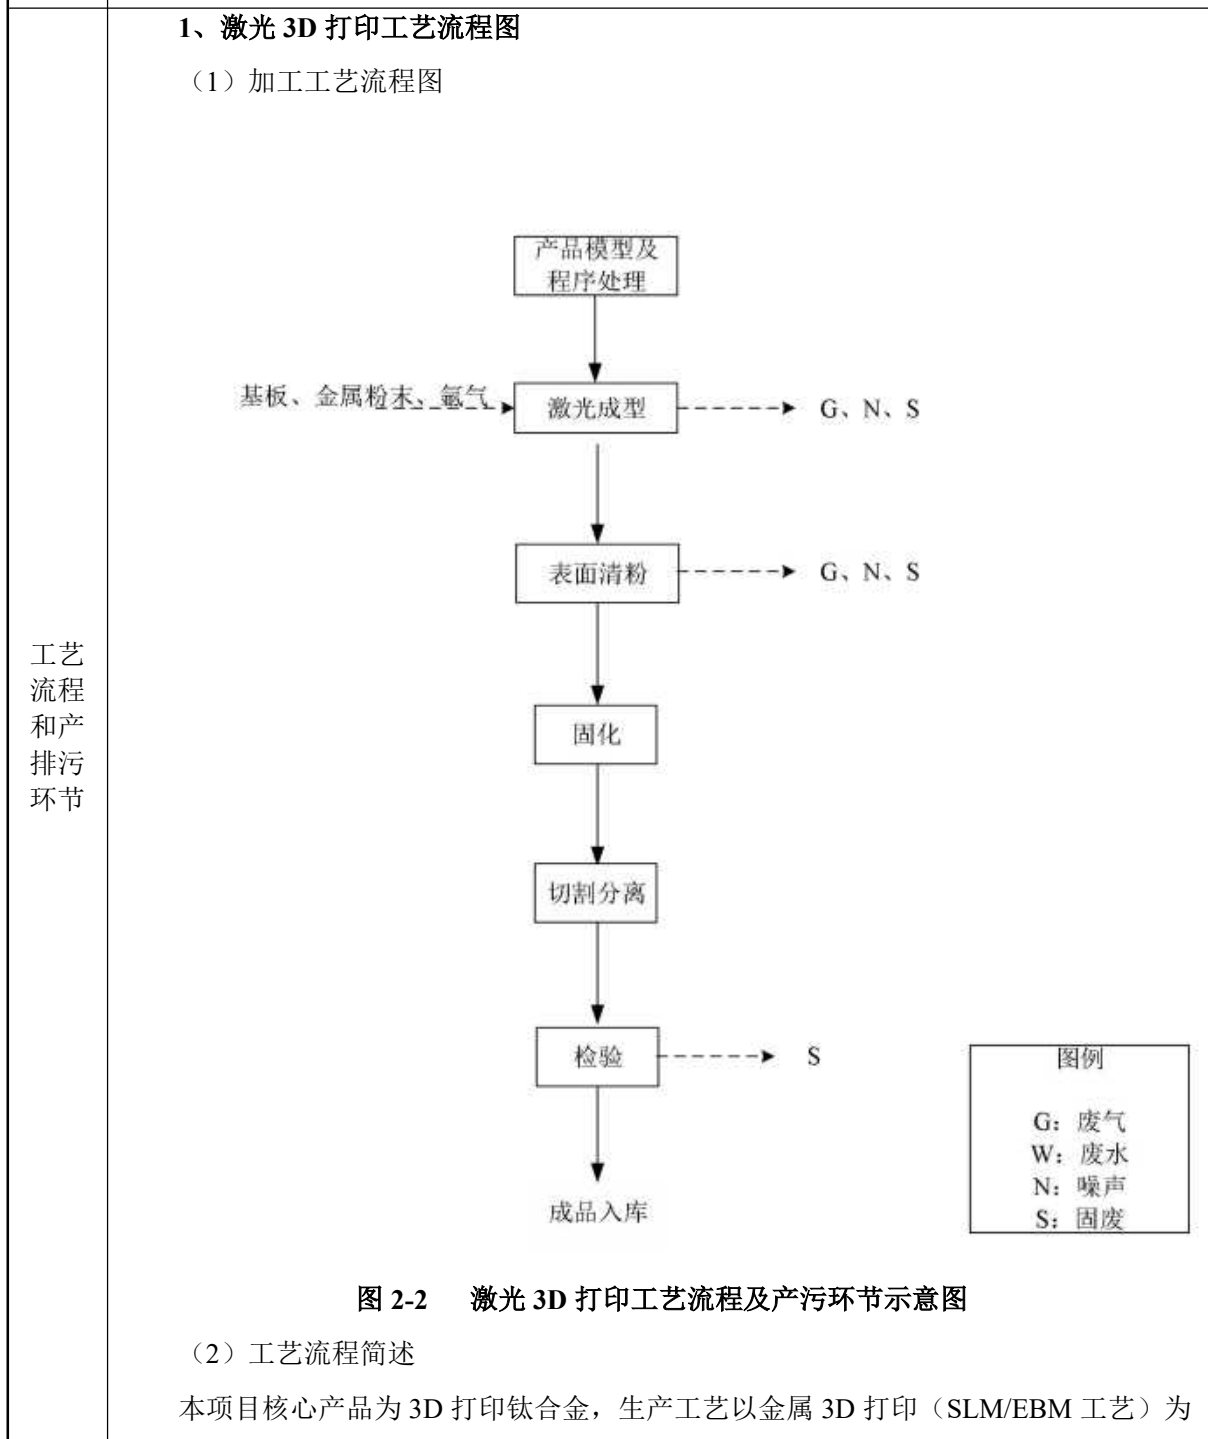 1、激光 3D 打印工艺流程图
（1）加工工艺流程图
产品模型及
程序处理
基板、金属粉末、氩气
激光成型
G、N、S
表面清粉
G、N、S
工艺
流程
和产
排污
环节
固化
切割分离
检验
S
成品入库
图例
G：废气
W：废水
N：噪声
S：固废
图 2-2 激光 3D 打印工艺流程及产污环节示意图
（2）工艺流程简述
本项目核心产品为 3D 打印钛合金，生产工艺以金属 3D 打印（SLM/EBM 工艺）为